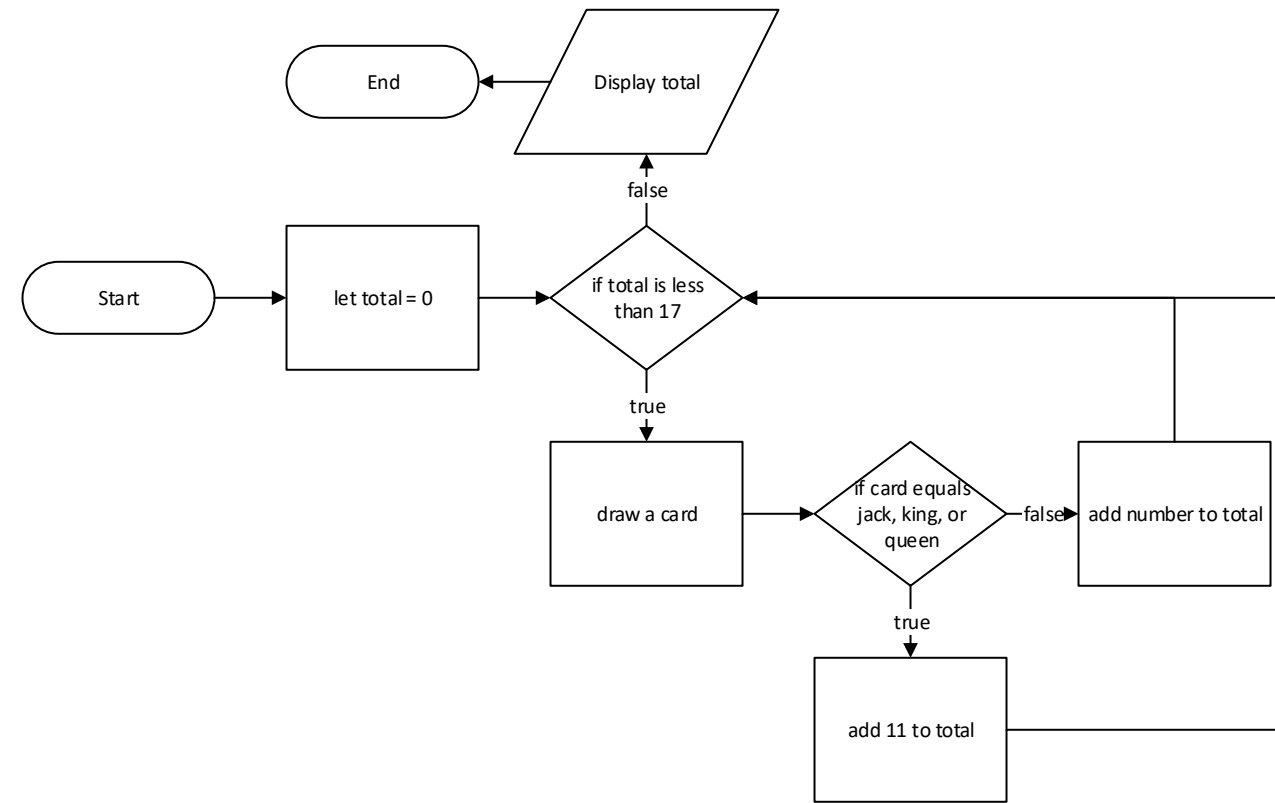 End
Display total
false
Start
let total = 0
if total is less
than 17
true
draw a card
if card equals
jack, king, or
queen
false
add number to total
true
add 11 to total